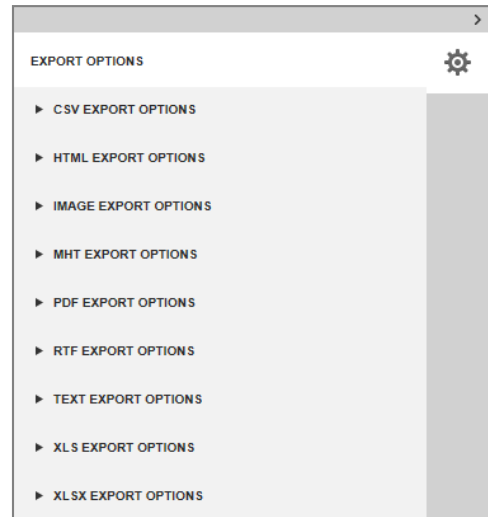 EXPORT OPTIONS
CSV EXPORT OPTIONS
HTML EXPORT OPTIONS
IMAGE EXPORT OPTIONS
MHT EXPORT OPTIONS
PDF EXPORT OPTIONS
RTF EXPORT OPTIONS
TEXT EXPORT OPTIONS
XLS EXPORT OPTIONS
XLSX EXPORT OPTIONS